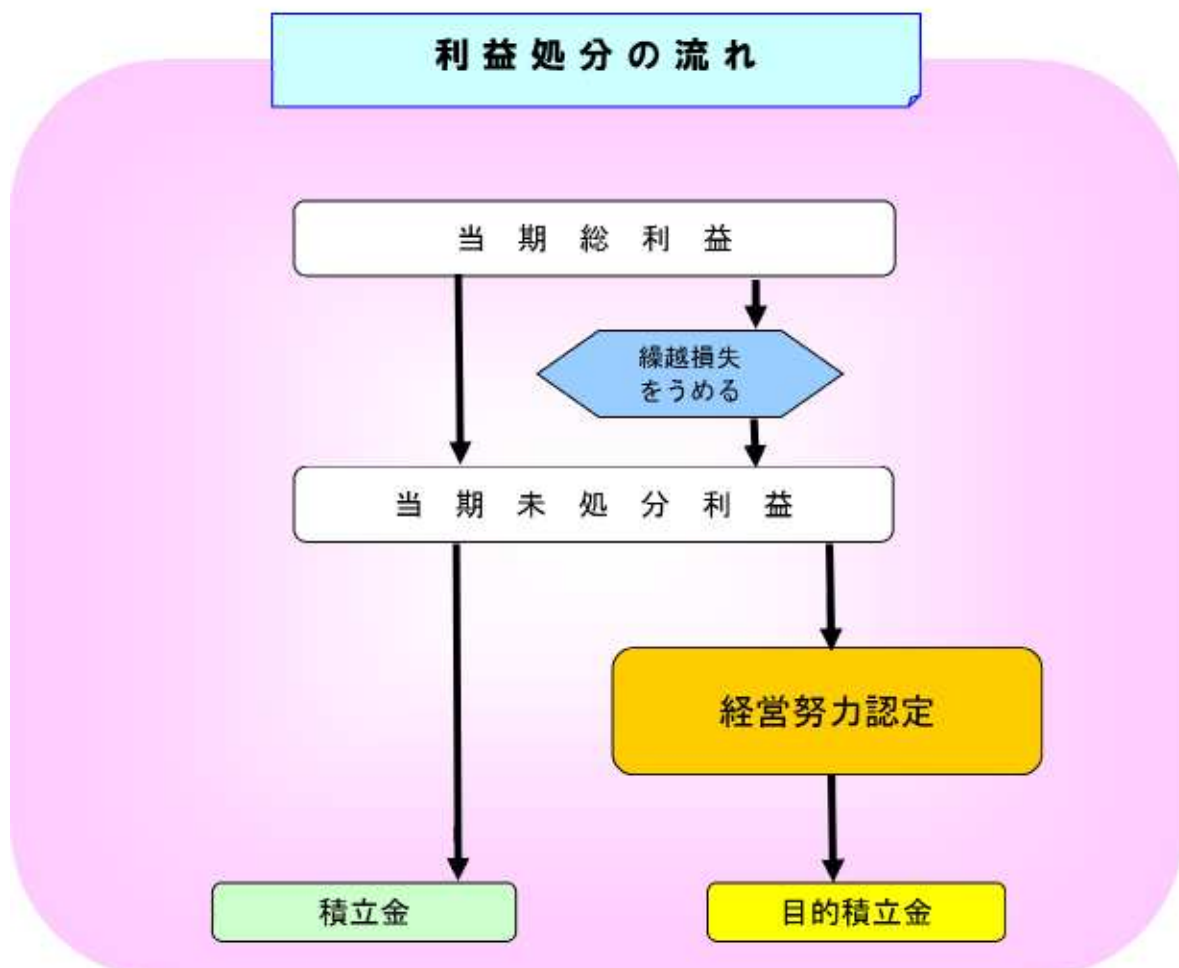 利益処分の流れ
当期総利益
繰越損失
をうめる
当期未処分利益
経営努力認定
積立金
目的積立金